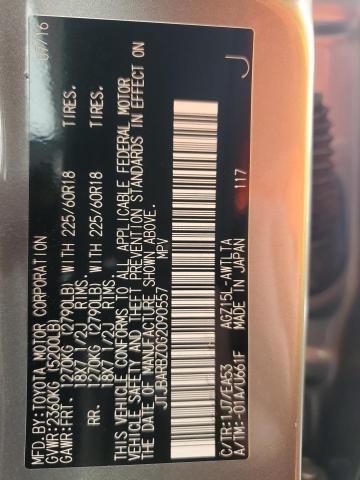 MFD.BY:TOYOTA MOTOR CORPORATION 07/16
GVWR:2360KG (5200LB)
GAWR:FRT. 1270KG (2790LB) WITH 225/60R18 TIRES.
18X7 1/2J RIMS.
RR. 1270KG (2790LB) WITH 225/60R18 TIRES.
18X7 1/2J RIMS.
THIS VEHICLE CONFORMS TO ALL APPLICABLE FEDERAL MOTOR
VEHICLE SAFETY AND THEFT PREVENTION STANDARDS IN EFFECT ON
THE DATE OF MANUFACTURE SHOWN ABOVE.
JTJBARBZ0G2090557 MPV
J
C/TR:1J7/EA53 AGZ15L-AWTLTA 117
A/TM:-01A/U661F MADE IN JAPAN